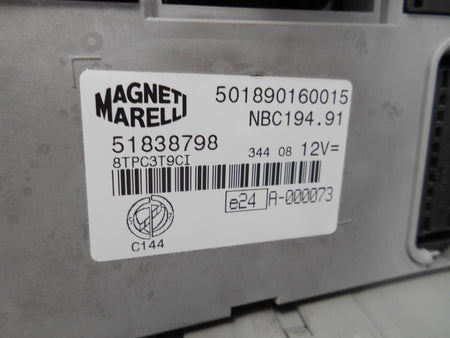 MAGNETI
MARELLI
501890160015
NBC194.91
51838798
344 08 12V=
8TPC3T9CI
e24 A-000073
C144